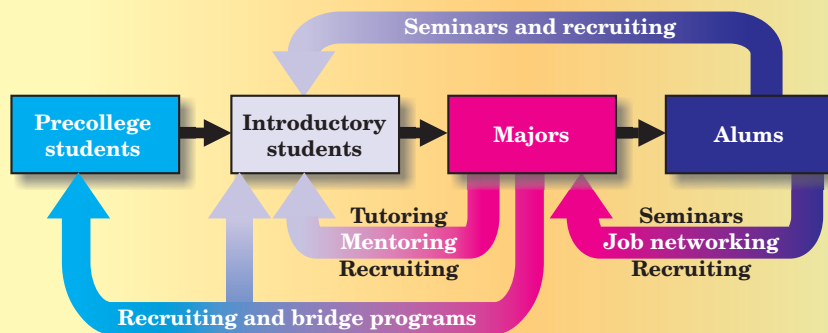 Seminars and recruiting
Precollege
students
Introductory
students
Majors
Alums
Tutoring
Mentoring
Recruiting
Seminars
Job networking
Recruiting
Recruiting and bridge programs